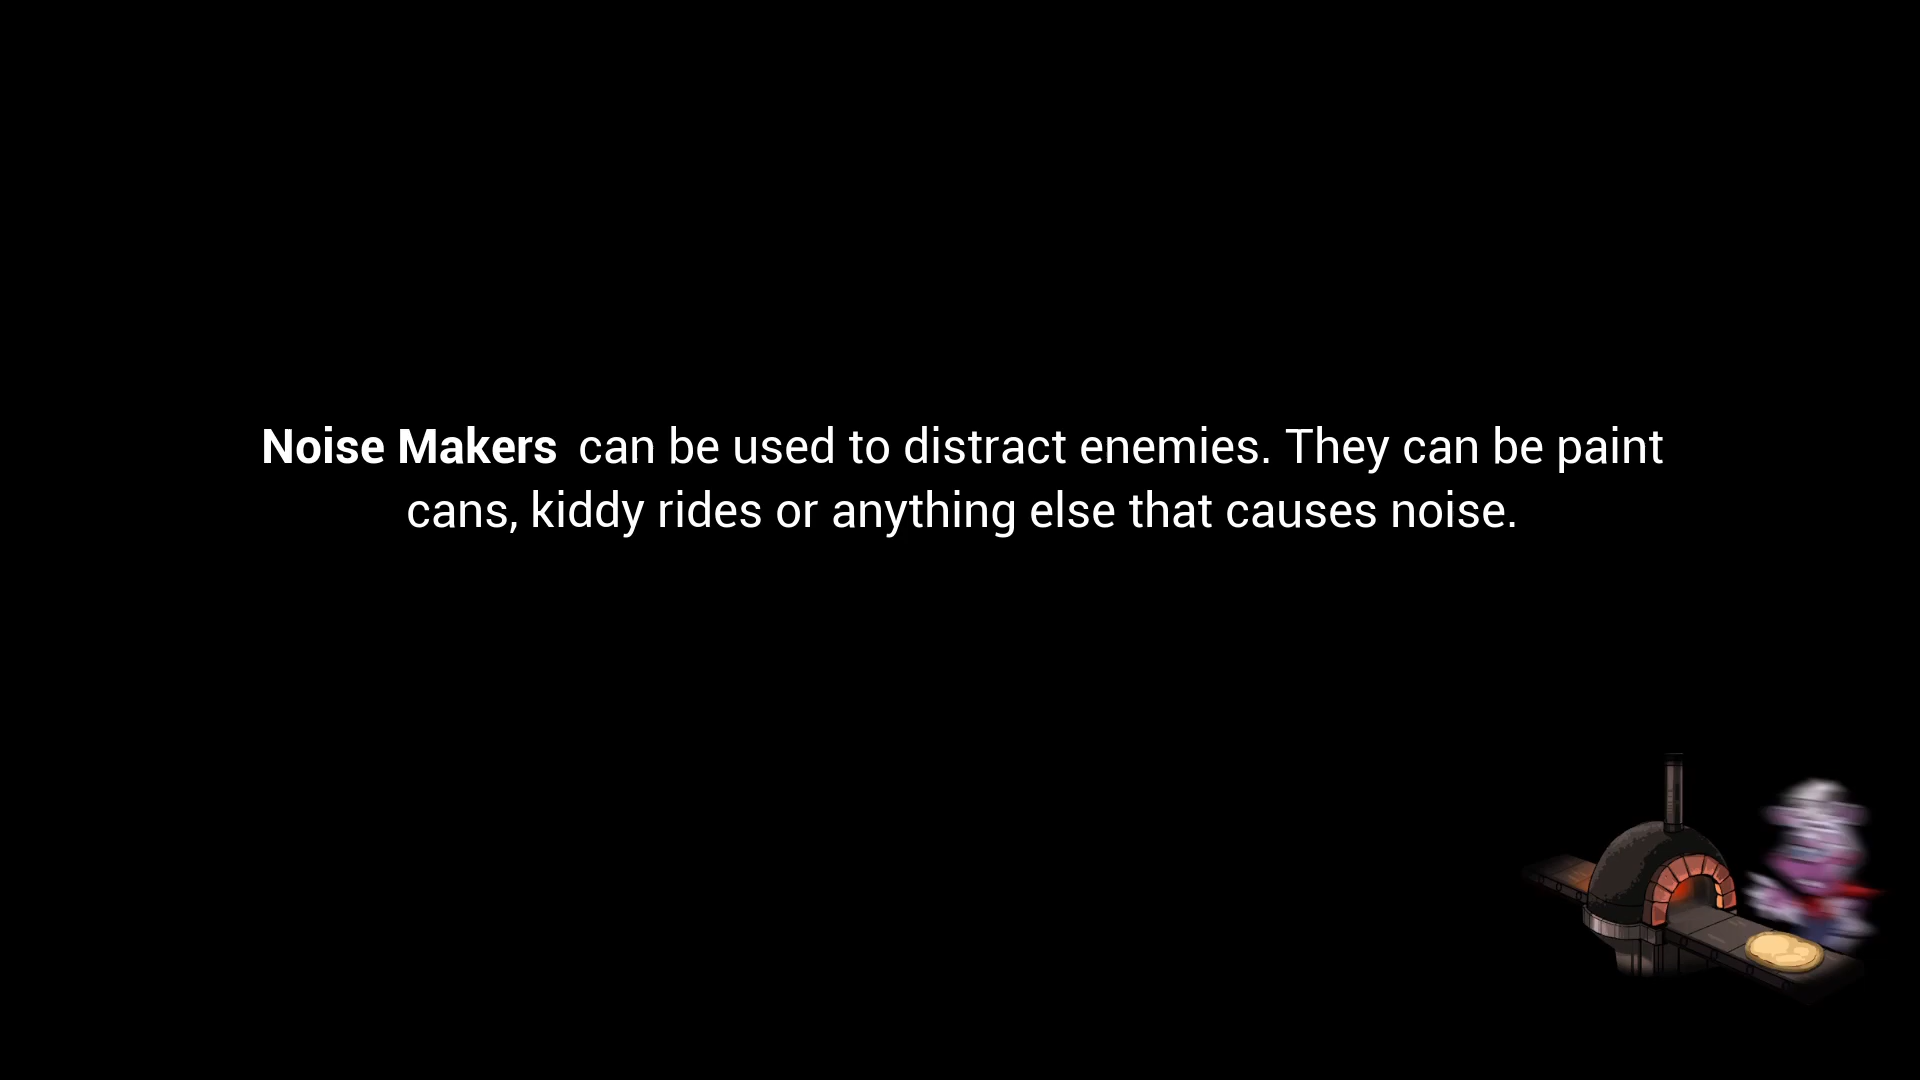 Noise Makers can be used to distract enemies. They can be paint
cans, kiddy rides or anything else that causes noise.